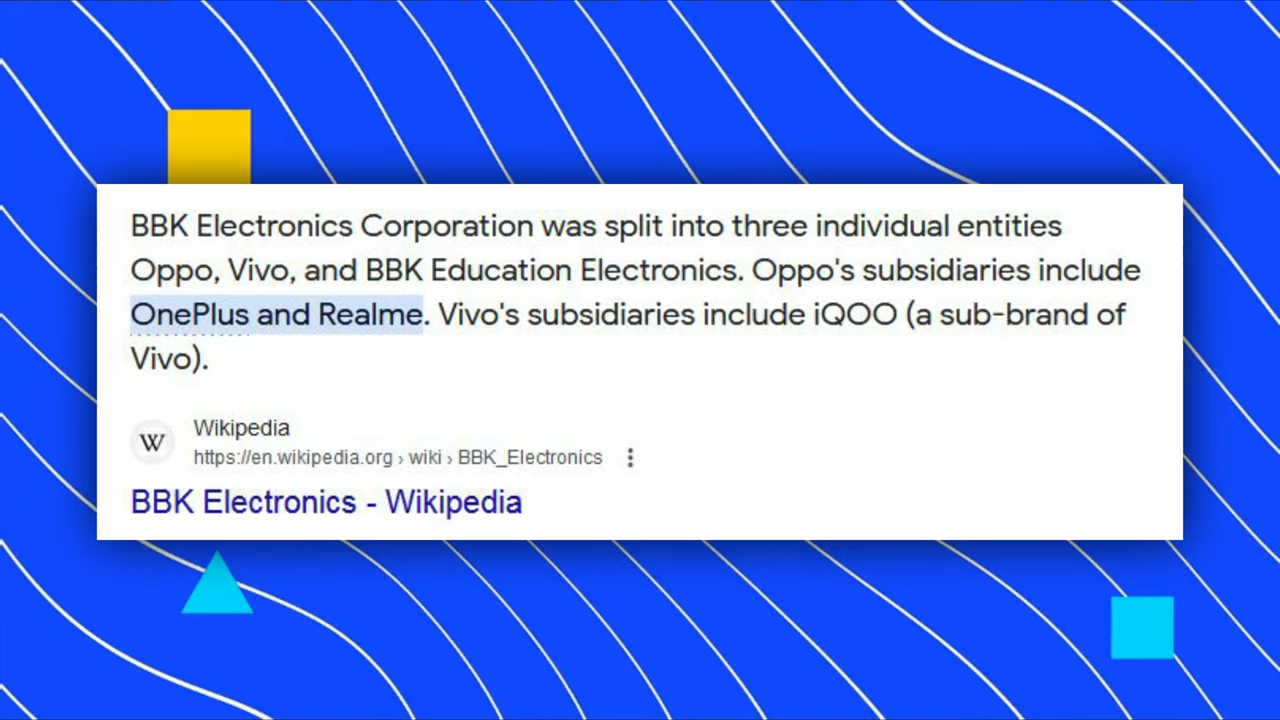 BBK Electronics Corporation was split into three individual entities
Oppo, Vivo, and BBK Education Electronics. Oppo's subsidiaries include
OnePlus and Realme. Vivo's subsidiaries include iQOO (a sub-brand of
Vivo).
W
Wikipedia
https://en.wikipedia.org › wiki › BBK_Electronics
BBK Electronics - Wikipedia